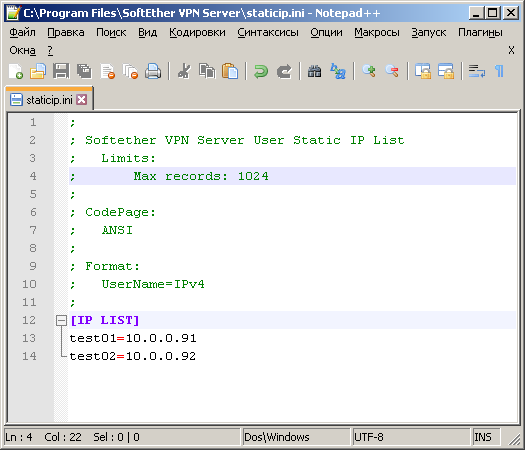 C:\Program Files\SoftEther VPN Server\staticip.ini - Notepad++
Файл Правка Поиск Вид Кодировки Синтаксисы Опции Макросы Запуск Плагины
Окна ? X
staticip.ini
1 ;
2 ; Softether VPN Server User Static IP List
3 ;   Limits:
4 ;       Max records: 1024
5 ;
6 ; CodePage:
7 ;   ANSI
8 ;
9 ; Format:
10 ;   UserName=IPv4
11 ;
12 [IP LIST]
13 test01=10.0.0.91
14 test02=10.0.0.92
Ln : 4 Col : 22 Sel : 0 | 0 Dos\Windows UTF-8 INS